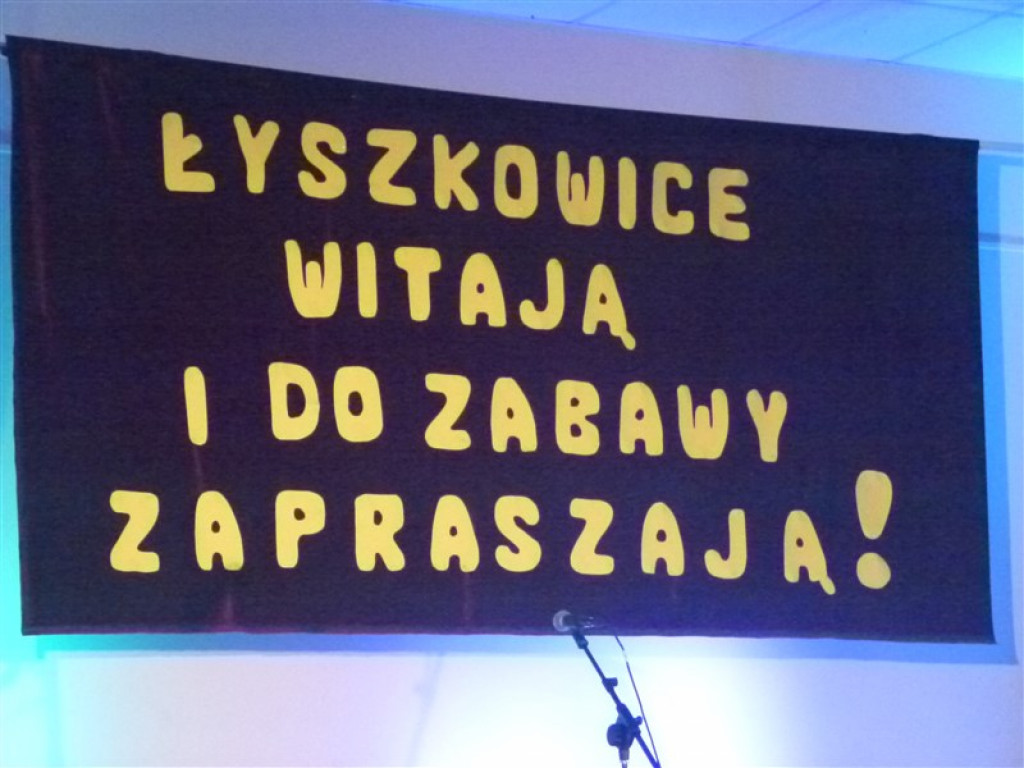 ŁYSZKOWICE
WITAJĄ
I DO ZABAWY
ZAPRASZAJĄ!